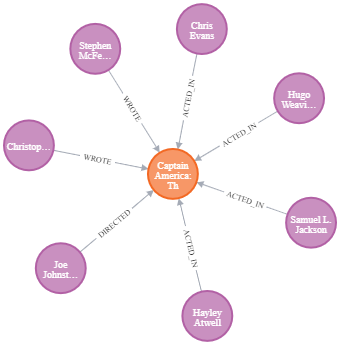 Chris
Evans
Stephen
McFe...
Hugo
Weavi...
ACTED_IN
WROTE
ACTED_IN
Christop...
WROTE
Captain
America:
Th
ACTED_IN
Samuel L.
Jackson
DIRECTED
ACTED_IN
Joe
Johnst...
Hayley
Atwell